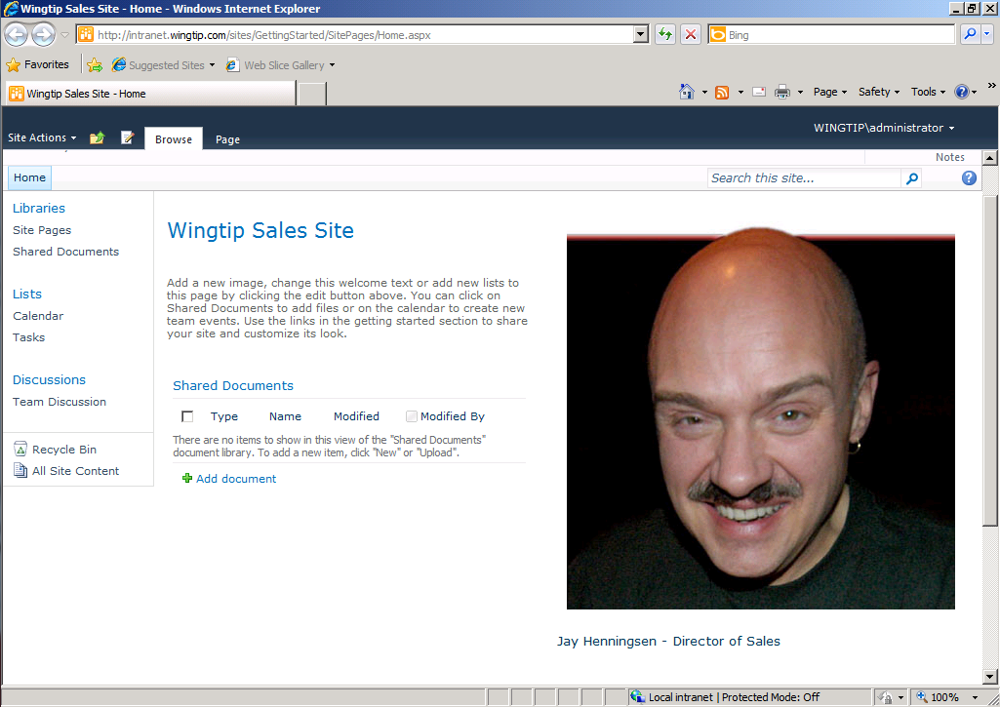 Wingtip Sales Site - Home - Windows Internet Explorer
http://intranet.wingtip.com/sites/GettingStarted/SitePages/Home.aspx
Bing
Favorites
Suggested Sites
Web Slice Gallery
Wingtip Sales Site - Home
Page
Safety
Tools
»
Site Actions
Browse
Page
WINGTIP\administrator
Notes
Home
Search this site...
Libraries
Site Pages
Shared Documents
Lists
Calendar
Tasks
Discussions
Team Discussion
Recycle Bin
All Site Content
Wingtip Sales Site
Add a new image, change this welcome text or add new lists to
this page by clicking the edit button above. You can click on
Shared Documents to add files or on the calendar to create new
team events. Use the links in the getting started section to share
your site and customize its look.
Shared Documents
Type Name Modified Modified By
There are no items to show in this view of the "Shared Documents"
document library. To add a new item, click "New" or "Upload".
Add document
Jay Henningsen - Director of Sales
Local intranet | Protected Mode: Off
100%